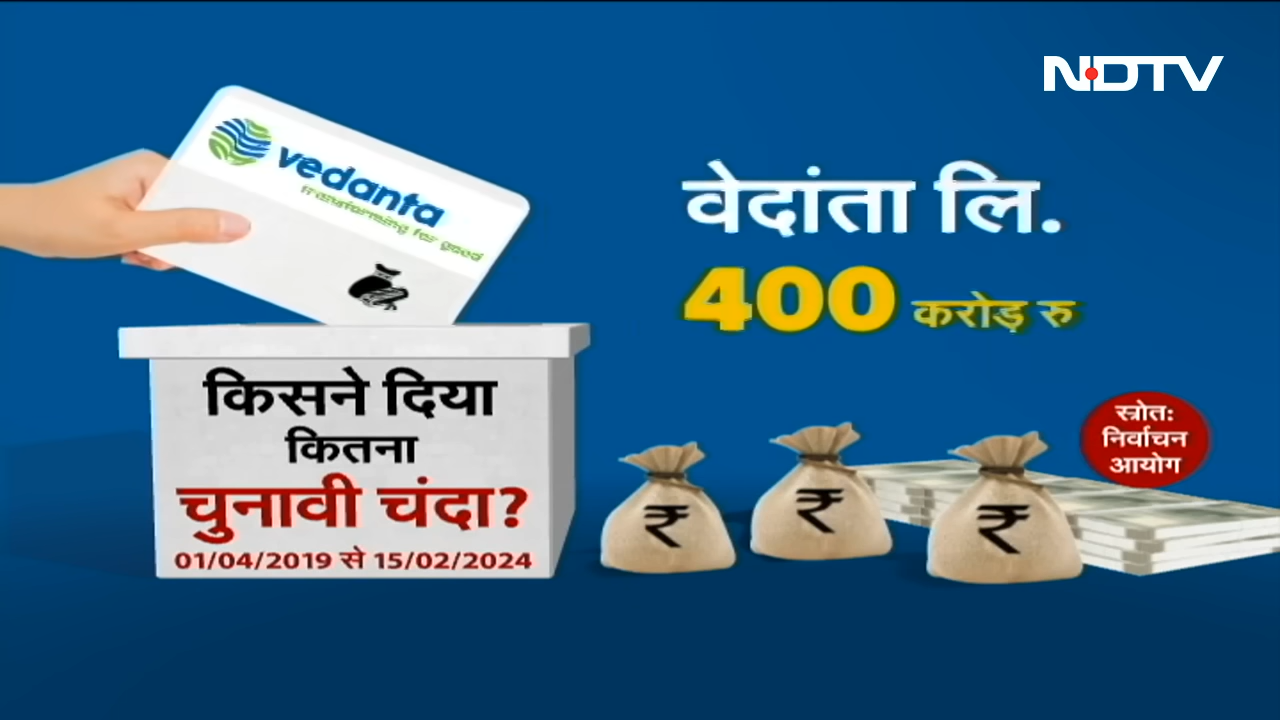 NDTV
vedanta
transforming for good
वेदांता लि.
400 करोड़ रु
किसने दिया
कितना
चुनावी चंदा?
01/04/2019 से 15/02/2024
₹
₹
₹
स्त्रोतः
निर्वाचन
आयोग